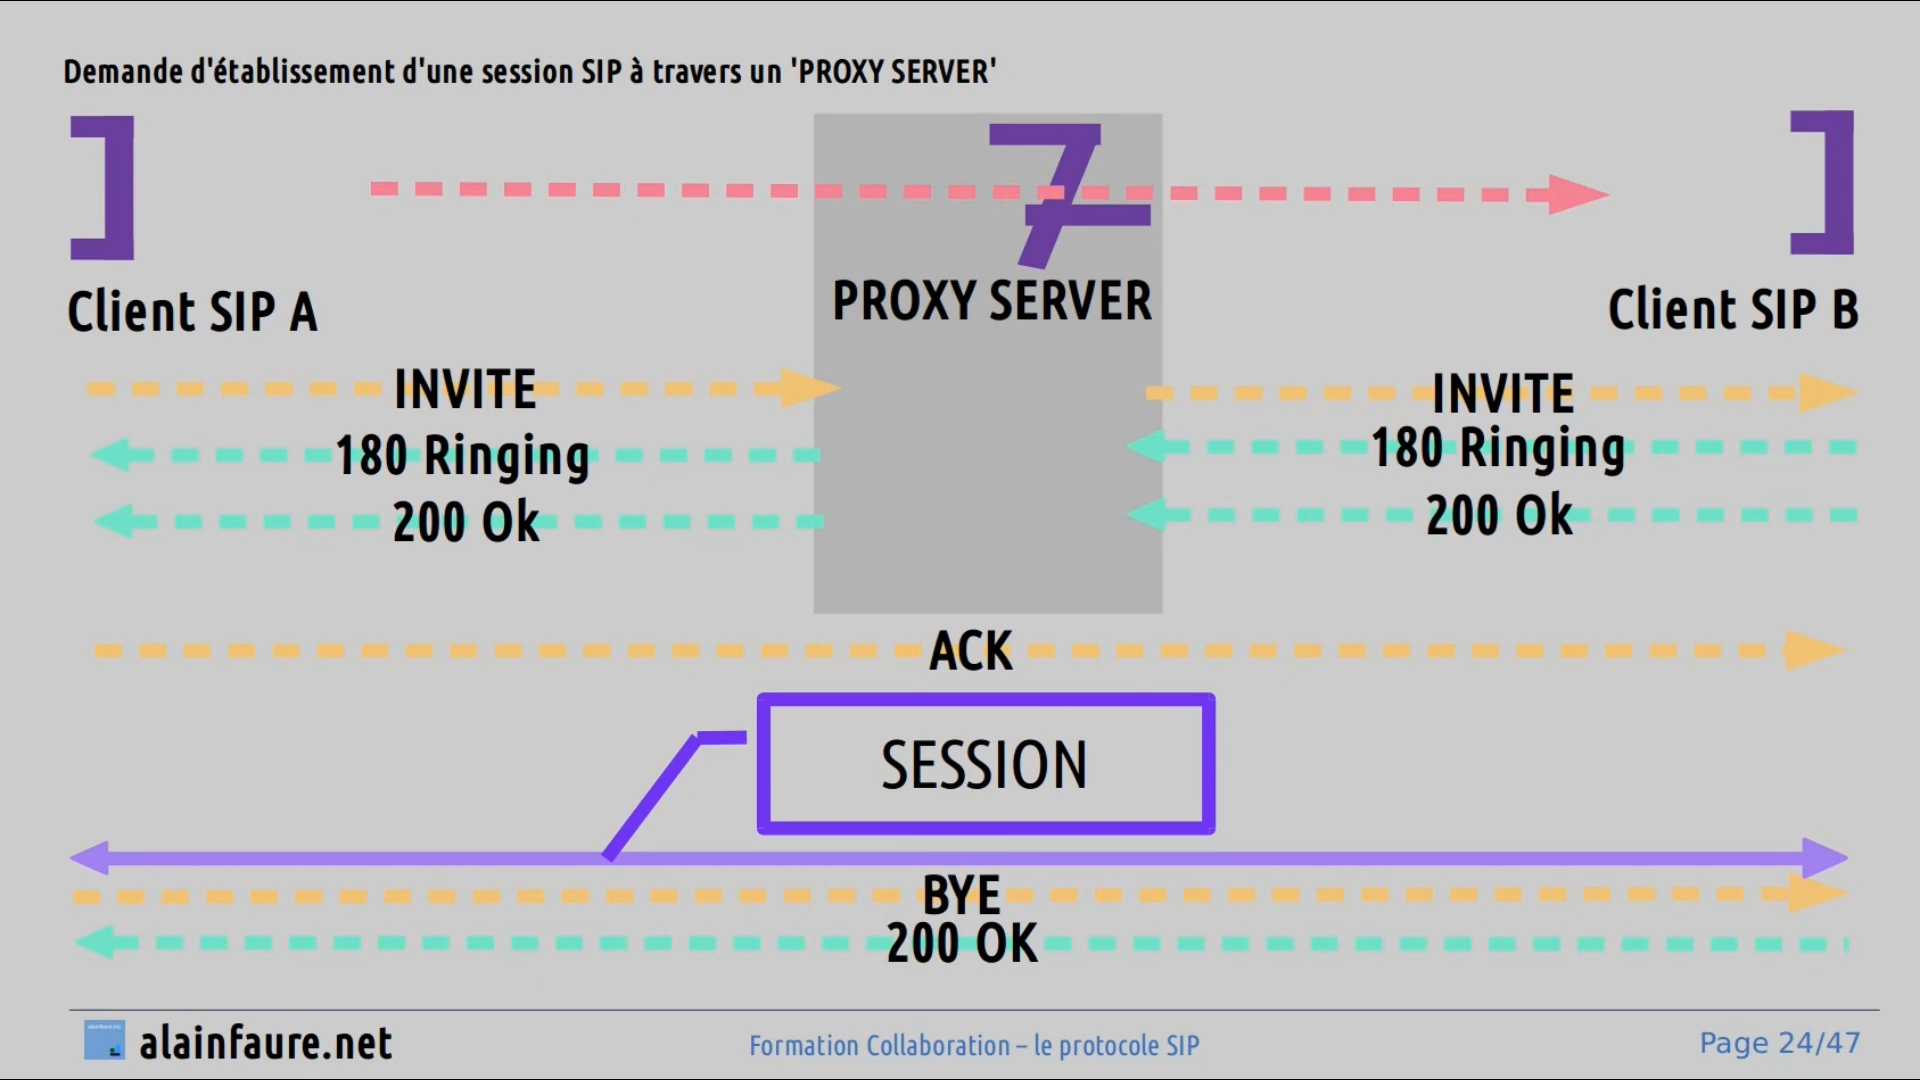 Demande d'établissement d'une session SIP à travers un 'PROXY SERVER'
PROXY SERVER
Client SIP A
Client SIP B
INVITE
INVITE
180 Ringing
180 Ringing
200 Ok
200 Ok
ACK
SESSION
BYE
200 OK
alainfaure.net
Formation Collaboration – le protocole SIP
Page 24/47